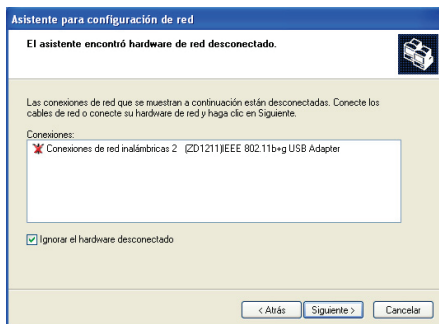 Asistente para configuración de red
El asistente encontró hardware de red desconectado.
Las conexiones de red que se muestran a continuación están desconectadas. Conecte los
cables de red o conecte su hardware de red y haga clic en Siguiente.
Conexiones:
Conexiones de red inalámbricas 2 (ZD1211)IEEE 802.11b+g USB Adapter
Ignorar el hardware desconectado
< Atrás Siguiente > Cancelar